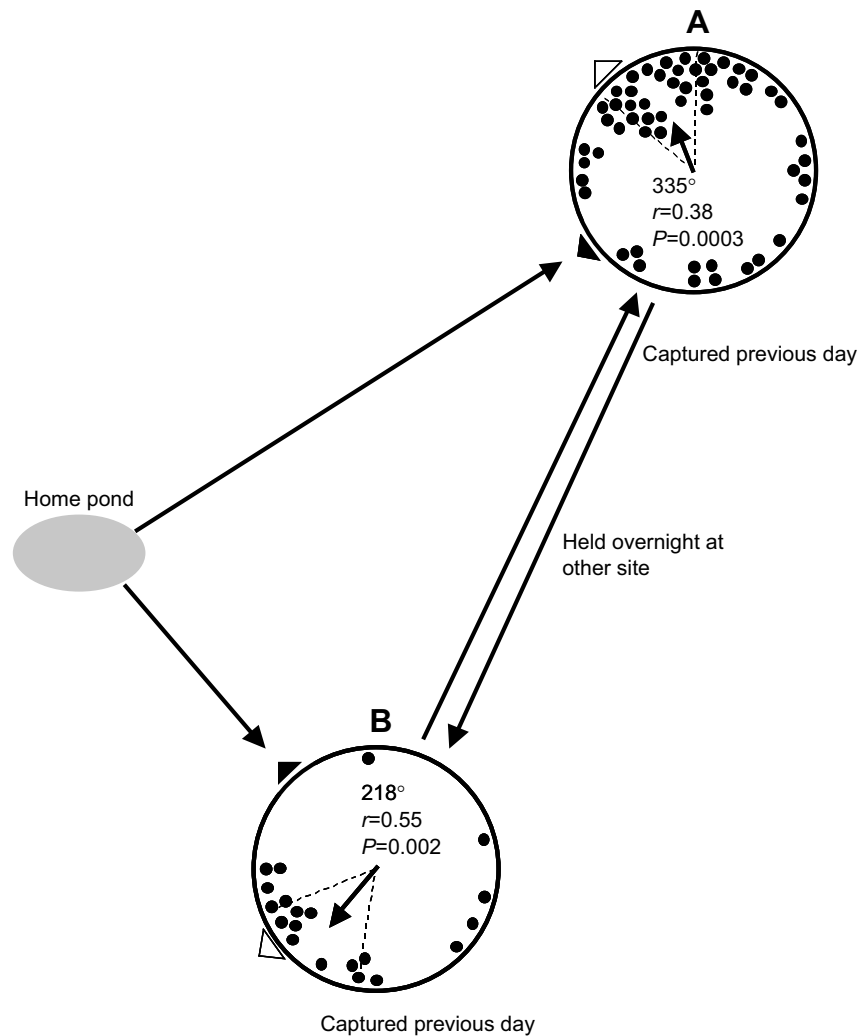 A
335°
r=0.38
P=0.0003
Captured previous day
Home pond
Held overnight at
other site
B
218°
r=0.55
P=0.002
Captured previous day